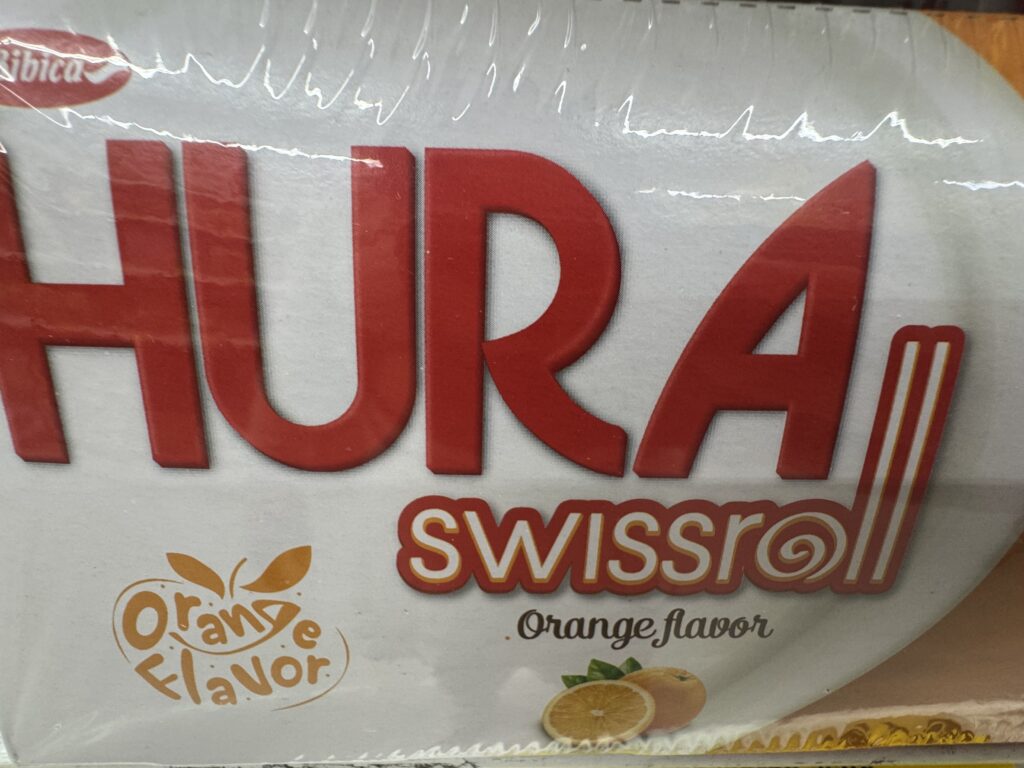 Bibica
HURA
swissroll
Orange flavor
Orange
Flavor